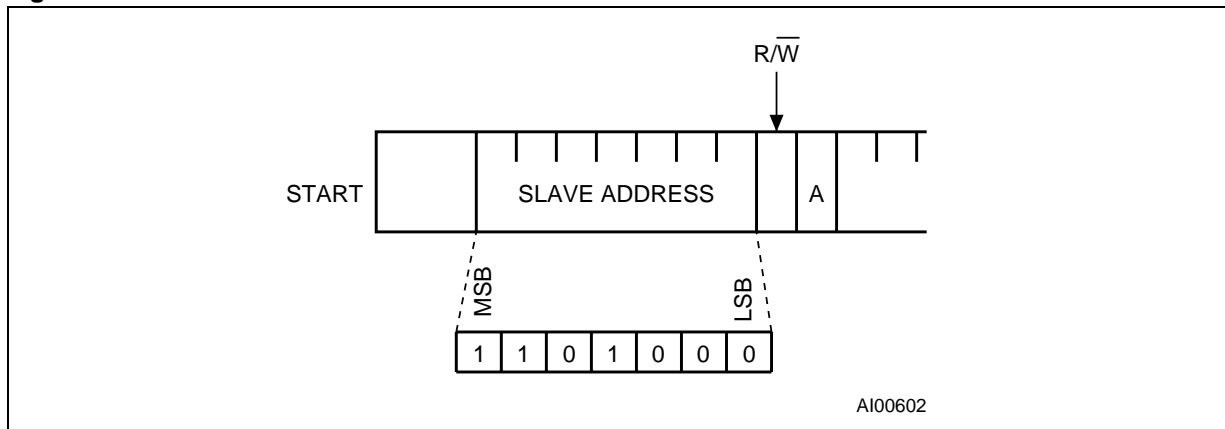 R/W̅
START
SLAVE ADDRESS
A
MSB
LSB
1 1 0 1 0 0 0
AI00602